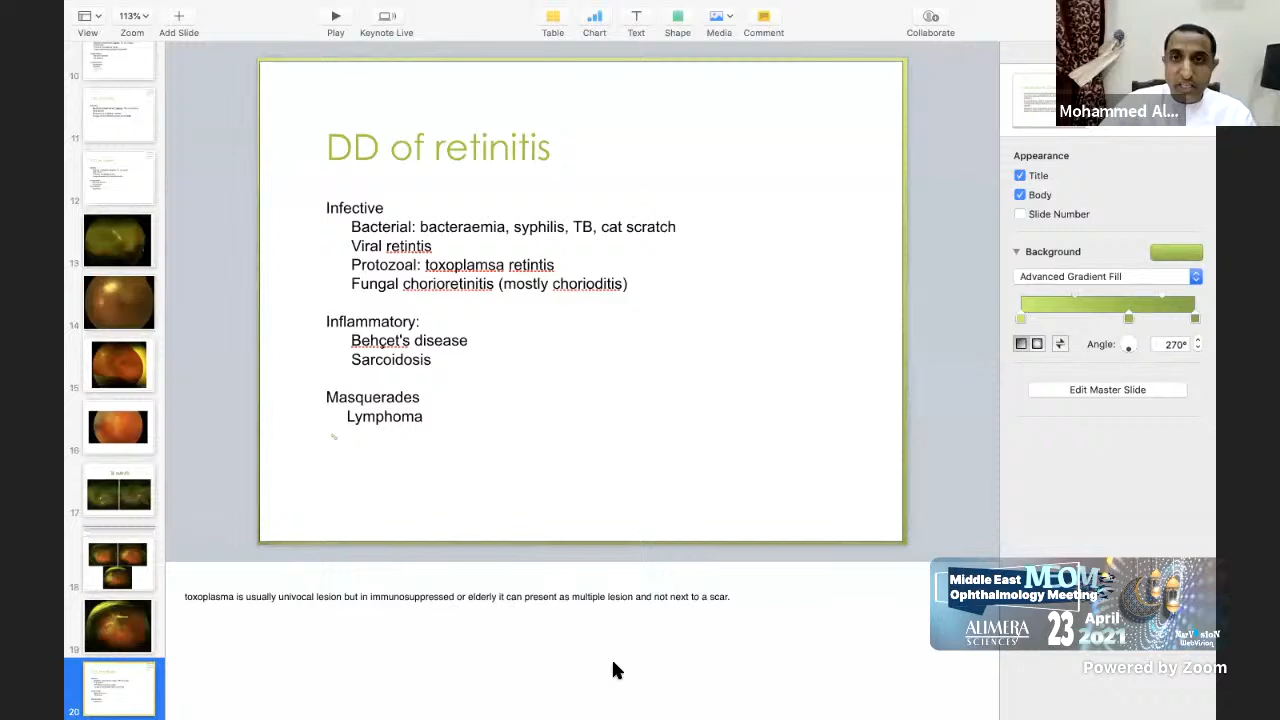 113%
View
Zoom
Add Slide
Play
Keynote Live
Table
Chart
Text
Shape
Media
Comment
Collaborate
Mohammed Al...
10
11
12
13
14
15
16
17
18
19
20
DD of retinitis
Infective
Bacterial: bacteraemia, syphilis, TB, cat scratch
Viral retintis
Protozoal: toxoplamsa retintis
Fungal chorioretinitis (mostly chorioditis)
Inflammatory:
Behçet's disease
Sarcoidosis
Masquerades
Lymphoma
toxoplasma is usually univocal lesion but in immunosuppressed or elderly it can present as multiple lesion and not next to a scar.
Appearance
Title
Body
Slide Number
Background
Advanced Gradient Fill
Angle:
270°
Edit Master Slide
Middle East MEOM
Ophthalmology Meeting
ALIMERA
SCIENCES
23 April
2021
WebVision
Powered by Zoom